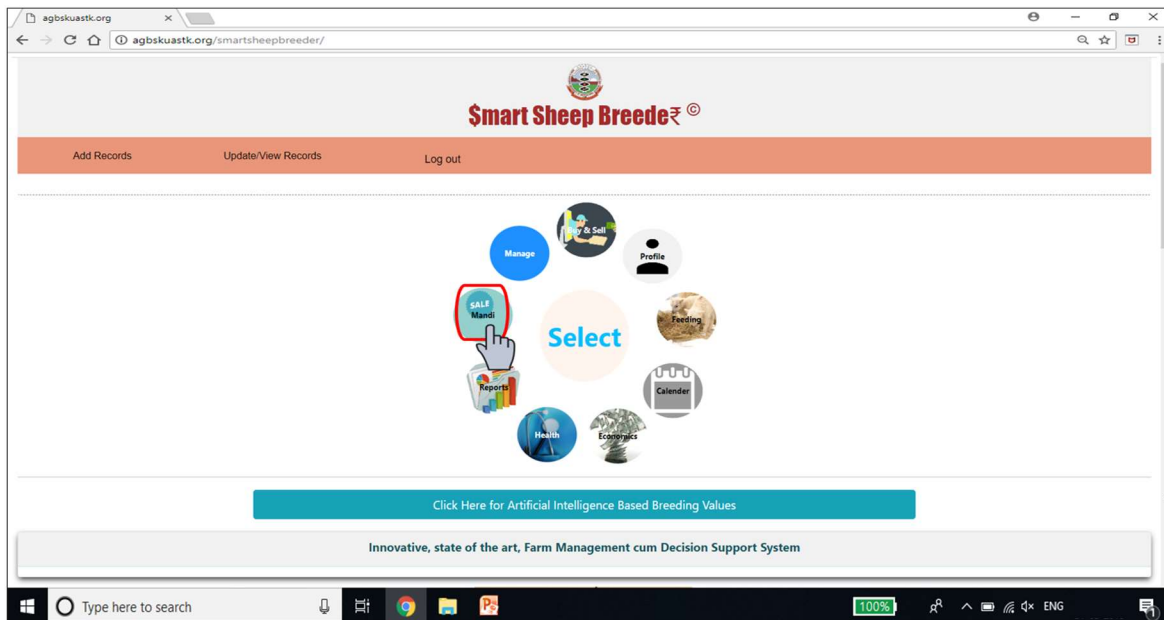 agbskuastk.org
agbskuastk.org/smartsheepbreeder/
$mart Sheep Breede₹ ©
Add Records Update/View Records Log out
Buy & Sell
Manage
Profile
SALE
Mandi
Feeding
Select
Reports
Calender
Health
Economics
Click Here for Artificial Intelligence Based Breeding Values
Innovative, state of the art, Farm Management cum Decision Support System
Type here to search
100%
ENG
1